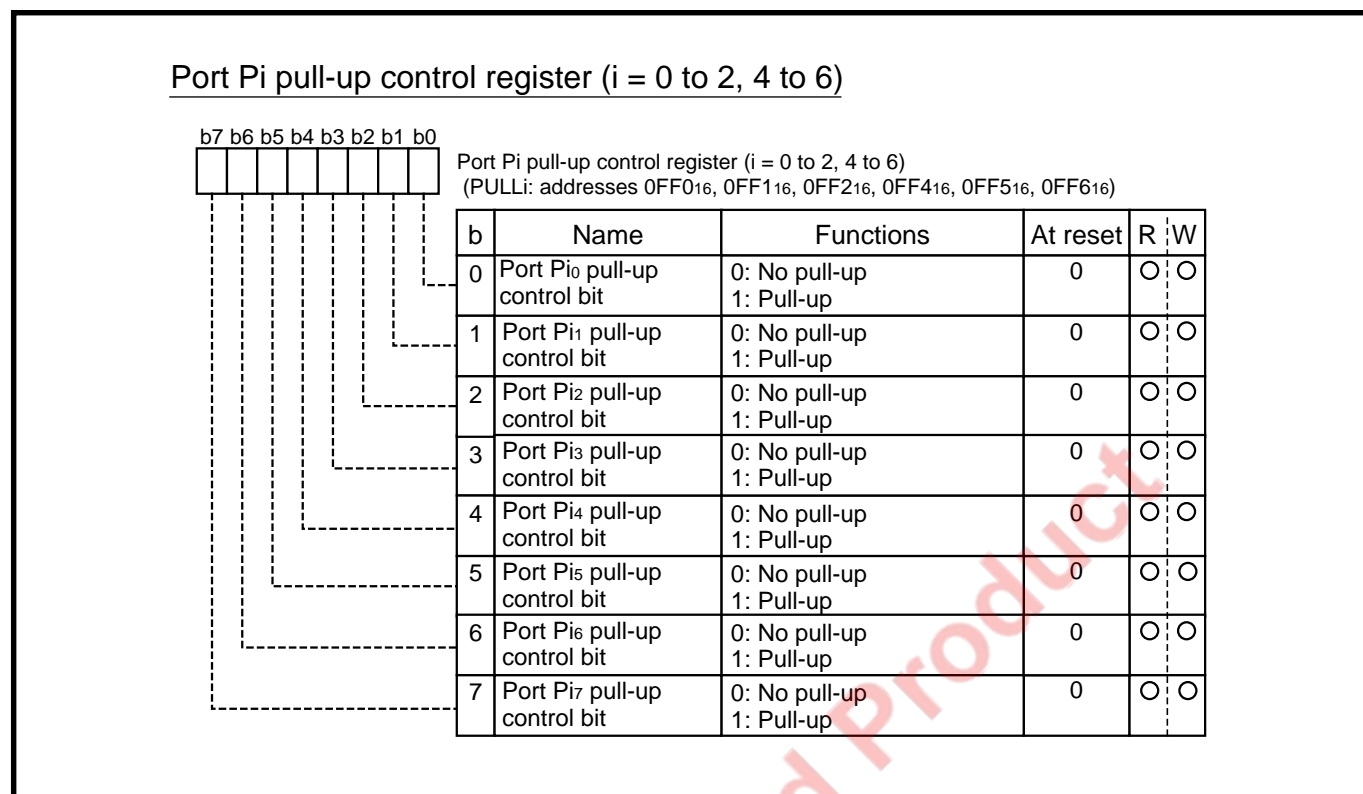 Port Pi pull-up control register (i = 0 to 2, 4 to 6)
b7 b6 b5 b4 b3 b2 b1 b0
Port Pi pull-up control register (i = 0 to 2, 4 to 6)
(PULLi: addresses 0FF016, 0FF116, 0FF216, 0FF416, 0FF516, 0FF616)
b Name Functions At reset R W
0 Port Pi0 pull-up control bit 0: No pull-up 0 ○ ○
1: Pull-up
1 Port Pi1 pull-up control bit 0: No pull-up 0 ○ ○
1: Pull-up
2 Port Pi2 pull-up control bit 0: No pull-up 0 ○ ○
1: Pull-up
3 Port Pi3 pull-up control bit 0: No pull-up 0 ○ ○
1: Pull-up
4 Port Pi4 pull-up control bit 0: No pull-up 0 ○ ○
1: Pull-up
5 Port Pi5 pull-up control bit 0: No pull-up 0 ○ ○
1: Pull-up
6 Port Pi6 pull-up control bit 0: No pull-up 0 ○ ○
1: Pull-up
7 Port Pi7 pull-up control bit 0: No pull-up 0 ○ ○
1: Pull-up
d Product